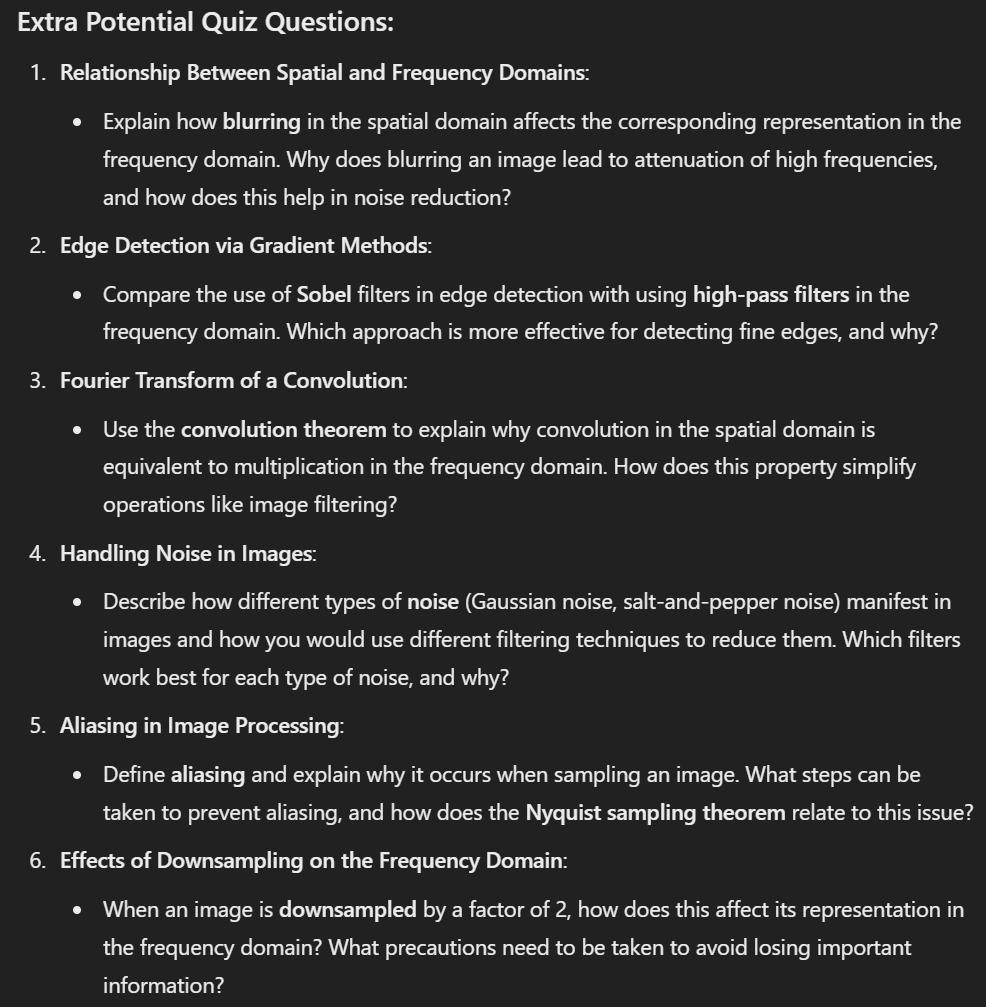 Extra Potential Quiz Questions:
1. Relationship Between Spatial and Frequency Domains:
• Explain how blurring in the spatial domain affects the corresponding representation in the
frequency domain. Why does blurring an image lead to attenuation of high frequencies,
and how does this help in noise reduction?
2. Edge Detection via Gradient Methods:
• Compare the use of Sobel filters in edge detection with using high-pass filters in the
frequency domain. Which approach is more effective for detecting fine edges, and why?
3. Fourier Transform of a Convolution:
• Use the convolution theorem to explain why convolution in the spatial domain is
equivalent to multiplication in the frequency domain. How does this property simplify
operations like image filtering?
4. Handling Noise in Images:
• Describe how different types of noise (Gaussian noise, salt-and-pepper noise) manifest in
images and how you would use different filtering techniques to reduce them. Which filters
work best for each type of noise, and why?
5. Aliasing in Image Processing:
• Define aliasing and explain why it occurs when sampling an image. What steps can be
taken to prevent aliasing, and how does the Nyquist sampling theorem relate to this issue?
6. Effects of Downsampling on the Frequency Domain:
• When an image is downsampled by a factor of 2, how does this affect its representation in
the frequency domain? What precautions need to be taken to avoid losing important
information?